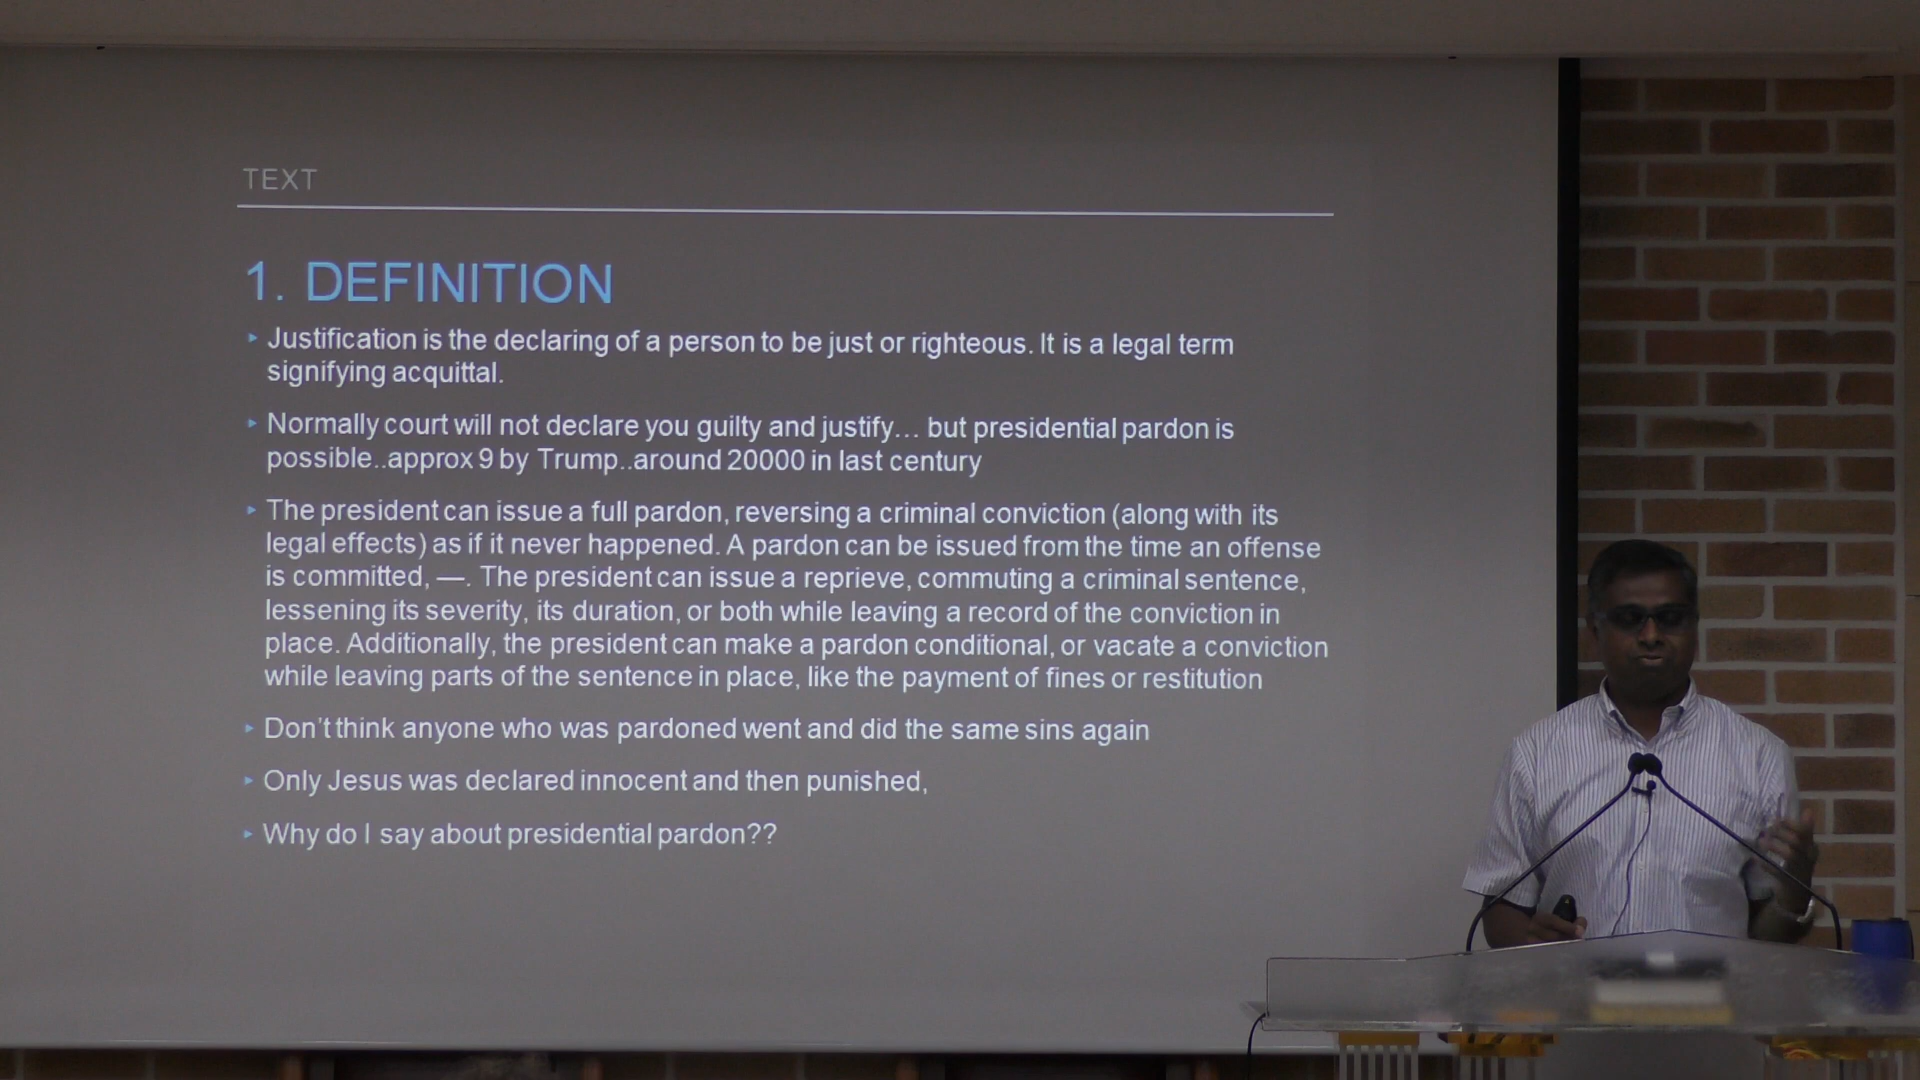 TEXT
1. DEFINITION
Justification is the declaring of a person to be just or righteous. It is a legal term
signifying acquittal.
Normally court will not declare you guilty and justify... but presidential pardon is
possible..approx 9 by Trump..around 20000 in last century
The president can issue a full pardon, reversing a criminal conviction (along with its
legal effects) as if it never happened. A pardon can be issued from the time an offense
is committed, —. The president can issue a reprieve, commuting a criminal sentence,
lessening its severity, its duration, or both while leaving a record of the conviction in
place. Additionally, the president can make a pardon conditional, or vacate a conviction
while leaving parts of the sentence in place, like the payment of fines or restitution
Don't think anyone who was pardoned went and did the same sins again
Only Jesus was declared innocent and then punished,
Why do I say about presidential pardon??